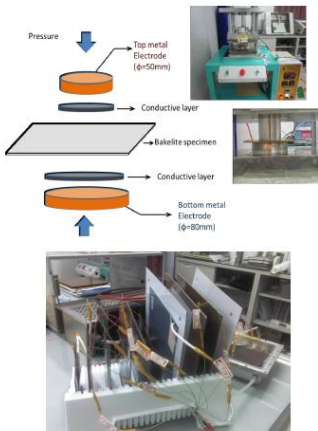 Pressure
Top metal
Electrode
(ϕ=50mm)
Conductive layer
Bakelite specimen
Conductive layer
Bottom metal
Electrode
(ϕ=80mm)